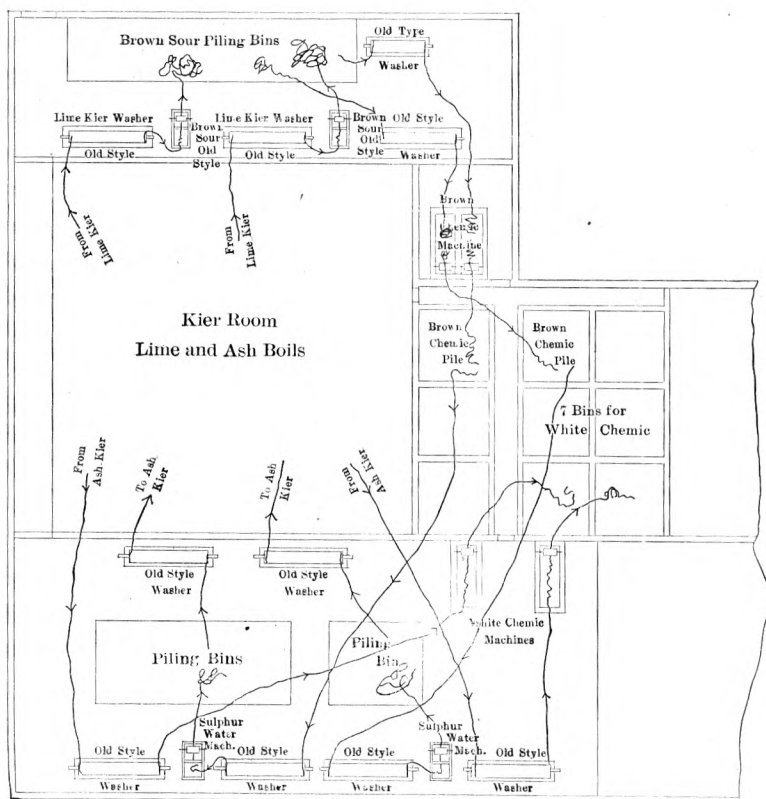 Brown Sour Piling Bins
Old Type
Washer
Lime Kier Washer
Old Style
Brown
Sour
Old
Style
Lime Kier Washer
Old Style
Brown
Sour
Old
Style
Old Style
Washer
From
Lime Kier
From
Lime Kier
Brown
Machine
Kier Room
Lime and Ash Boils
Brown
Chemic
Pile
Brown
Chemic
Pile
7 Bins for
White Chemic
From
Ash-Kier
To Ash
Kier
To Ash
Kier
From
Ash Kier
Old Style
Washer
Old Style
Washer
White Chemic
Machines
Piling Bins
Piling
Bin
Sulphur
Water
Mach.
Sulphur
Water
Mach.
Old Style
Washer
Old Style
Washer
Old Style
Washer
Old Style
Washer